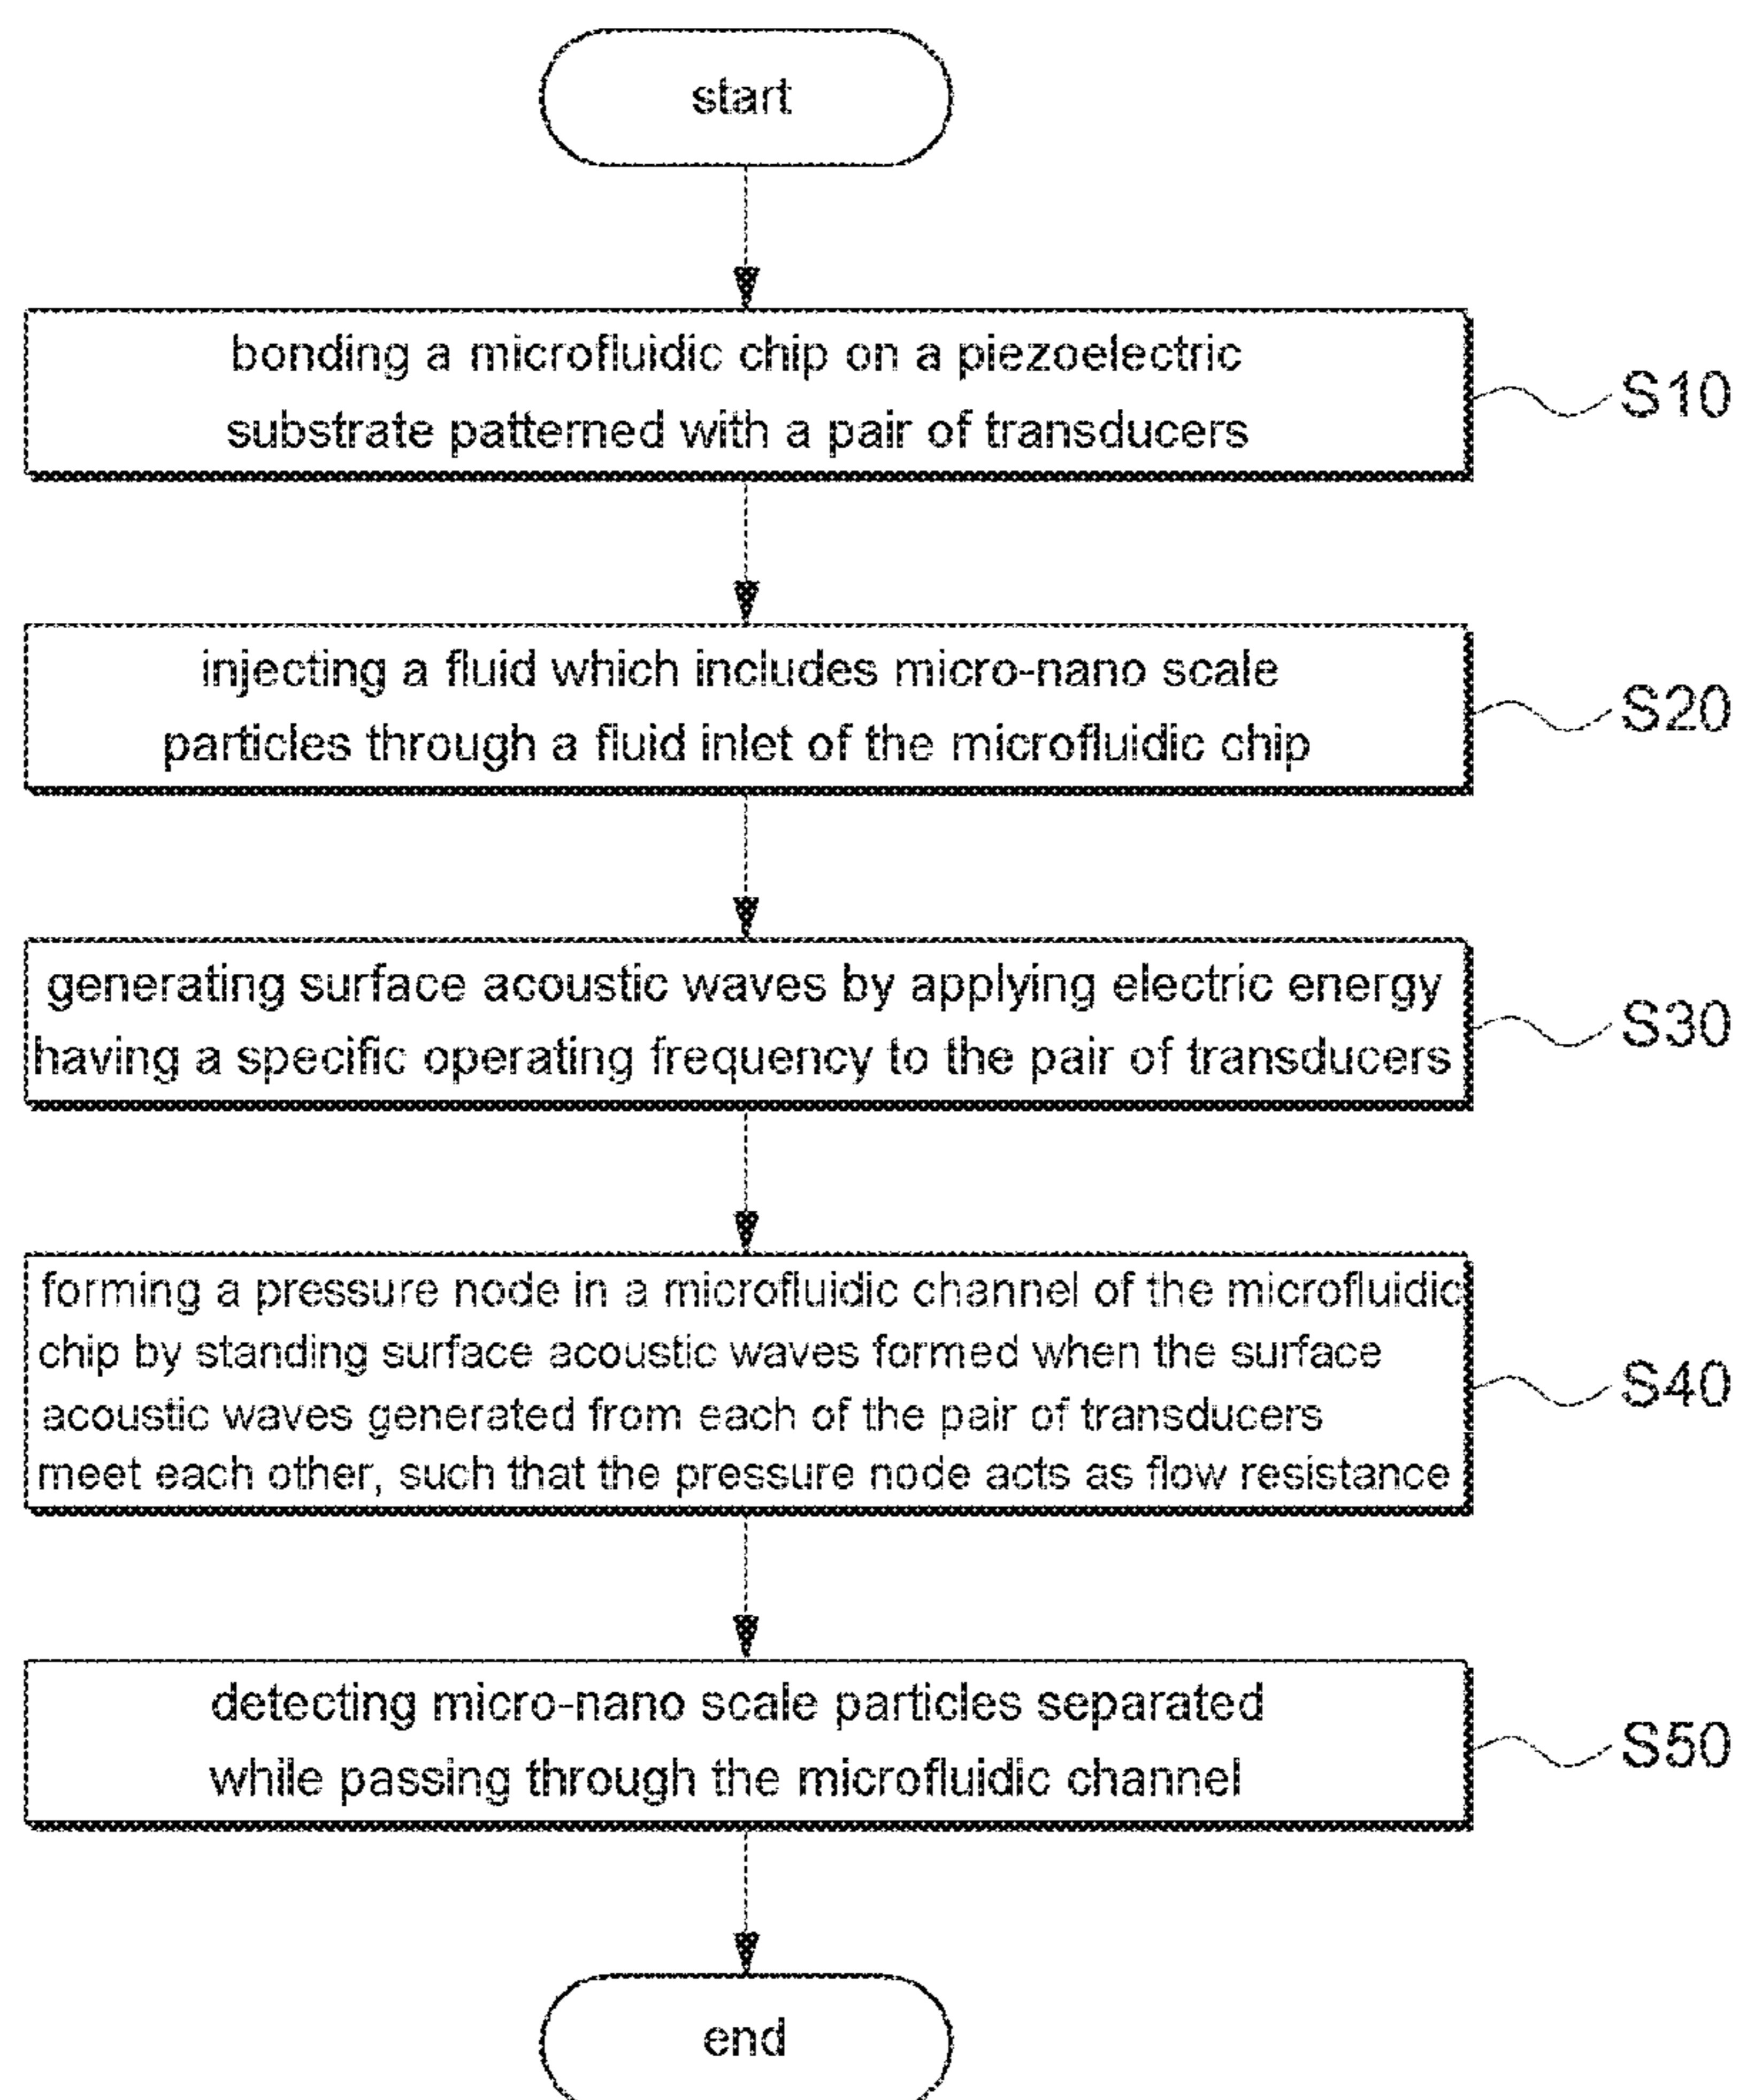 start
bonding a microfluidic chip on a piezoelectric
substrate patterned with a pair of transducers
S10
injecting a fluid which includes micro-nano scale
particles through a fluid inlet of the microfluidic chip
S20
generating surface acoustic waves by applying electric energy
having a specific operating frequency to the pair of transducers
S30
forming a pressure node in a microfluidic channel of the microfluidic
chip by standing surface acoustic waves formed when the surface
acoustic waves generated from each of the pair of transducers
meet each other, such that the pressure node acts as flow resistance
S40
detecting micro-nano scale particles separated
while passing through the microfluidic channel
S50
end